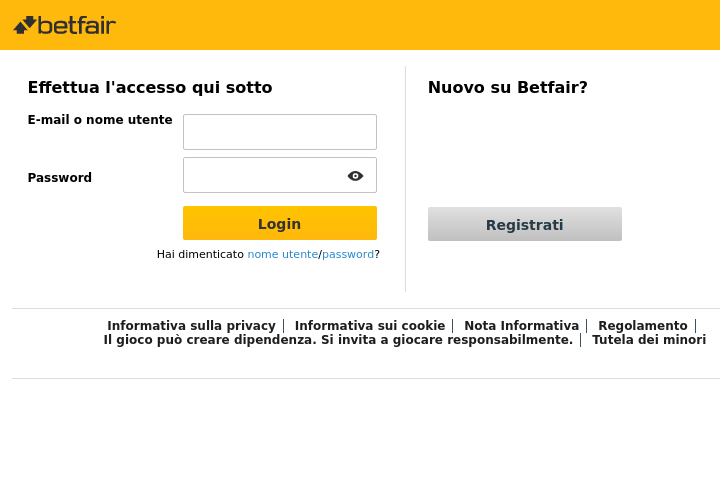 betfair
Effettua l'accesso qui sotto
E-mail o nome utente
Password
Login
Hai dimenticato nome utente/password?
Nuovo su Betfair?
Registrati
Informativa sulla privacy | Informativa sui cookie | Nota Informativa | Regolamento |
Il gioco può creare dipendenza. Si invita a giocare responsabilmente. | Tutela dei minori